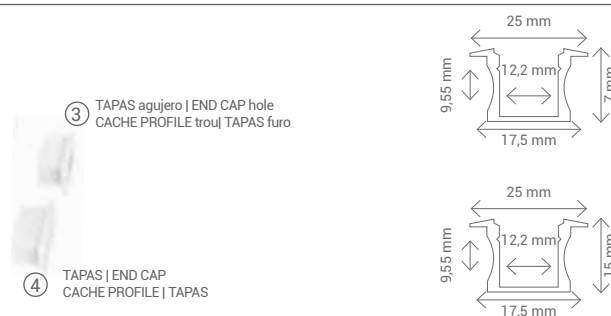 3 TAPAS agujero | END CAP hole
CACHE PROFILE trou| TAPAS furo
4 TAPAS | END CAP
CACHE PROFILE | TAPAS
25 mm
12,2 mm
9,55 mm
7 mm
17,5 mm
25 mm
12,2 mm
9,55 mm
15 mm
17,5 mm